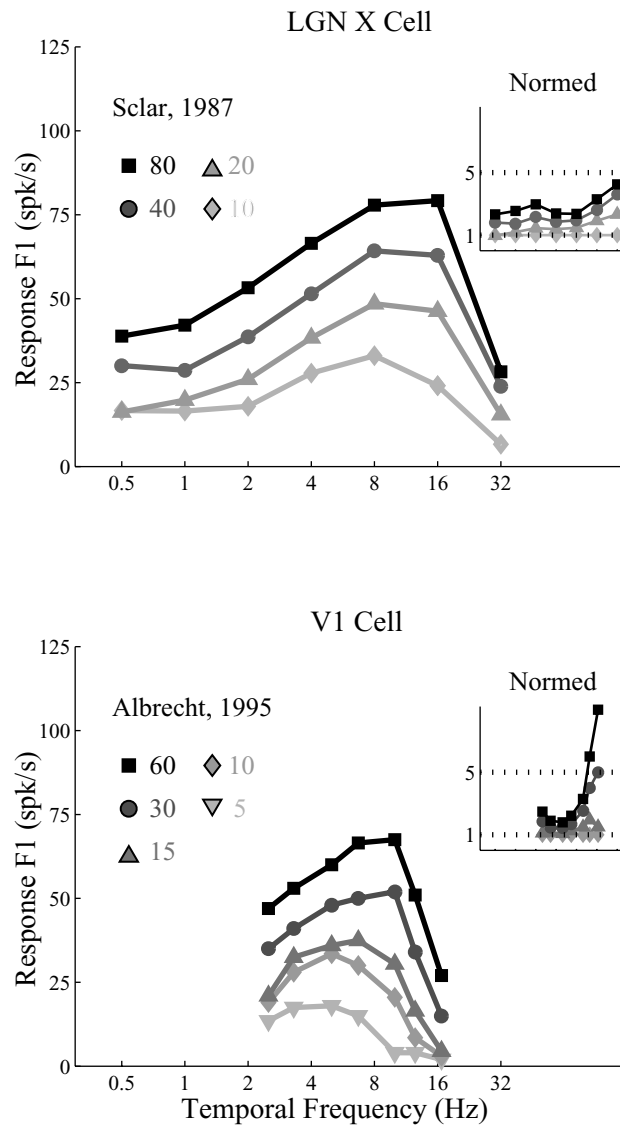 LGN X Cell
125
100
75
50
25
0
Response F1 (spk/s)
Sclar, 1987
80 20
40 10
Normed
5
1
0.5 1 2 4 8 16 32
V1 Cell
125
100
75
50
25
0
Response F1 (spk/s)
Albrecht, 1995
60 10
30 5
15
Normed
5
1
0.5 1 2 4 8 16 32
Temporal Frequency (Hz)